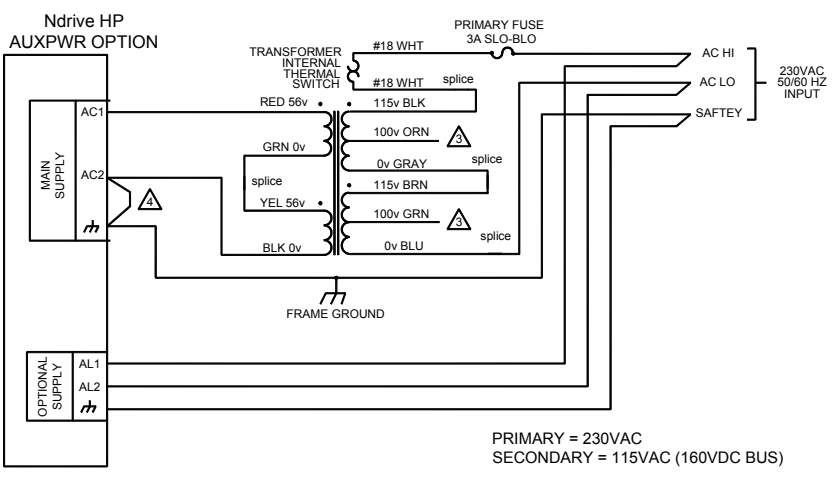 Ndrive HP
AUXPWR OPTION
PRIMARY FUSE
3A SLO-BLO
TRANSFORMER
INTERNAL
THERMAL
SWITCH
#18 WHT
#18 WHT
splice
AC HI
AC LO
SAFTEY
230VAC
50/60 HZ
INPUT
MAIN
SUPPLY
AC1
AC2
4
RED 56v
GRN 0v
splice
YEL 56v
BLK 0v
115v BLK
100v ORN
3
0v GRAY
splice
115v BRN
100v GRN
3
0v BLU
splice
FRAME GROUND
OPTIONAL
SUPPLY
AL1
AL2
PRIMARY = 230VAC
SECONDARY = 115VAC (160VDC BUS)